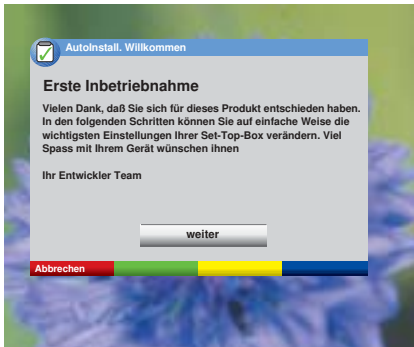 AutoInstall. Willkommen
Erste Inbetriebnahme
Vielen Dank, daß Sie sich für dieses Produkt entschieden haben.
In den folgenden Schritten können Sie auf einfache Weise die
wichtigsten Einstellungen Ihrer Set-Top-Box verändern. Viel
Spass mit Ihrem Gerät wünschen ihnen
Ihr Entwickler Team
weiter
Abbrechen